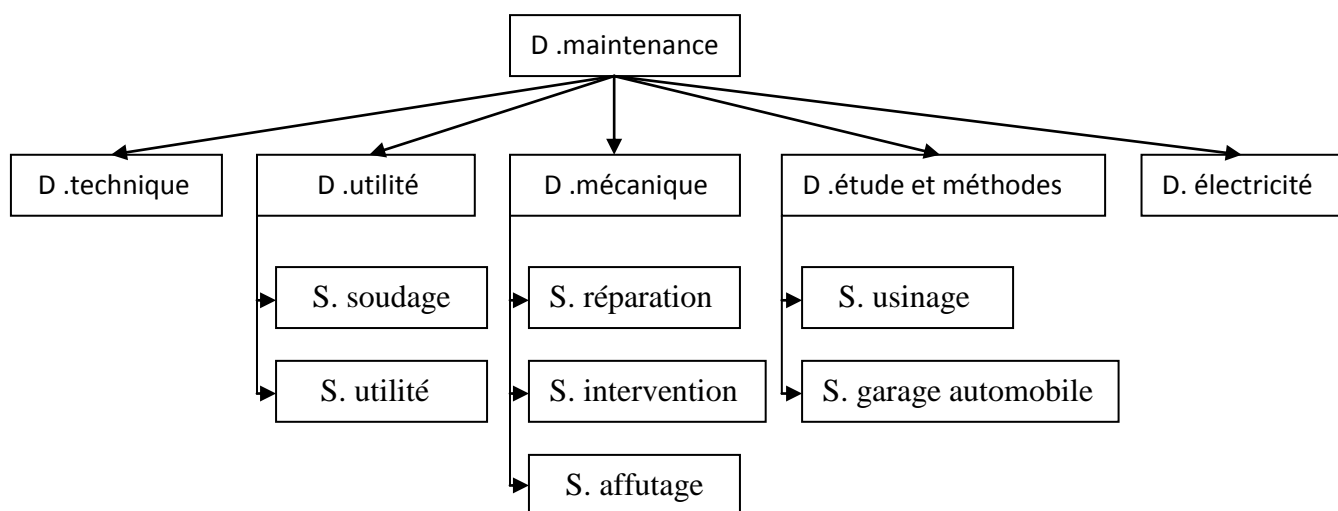 D .maintenance
D .technique
D .utilité
D .mécanique
D .étude et méthodes
D. électricité
S. soudage
S. réparation
S. usinage
S. utilité
S. intervention
S. garage automobile
S. affutage